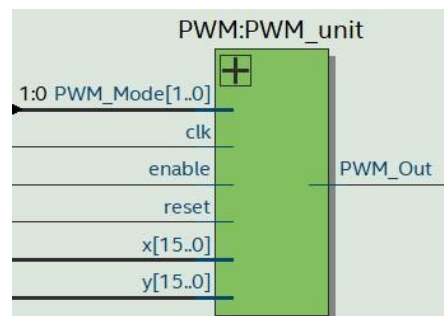 PWM:PWM_unit
1:0 PWM_Mode[1..0]
clk
enable
PWM_Out
reset
x[15..0]
y[15..0]